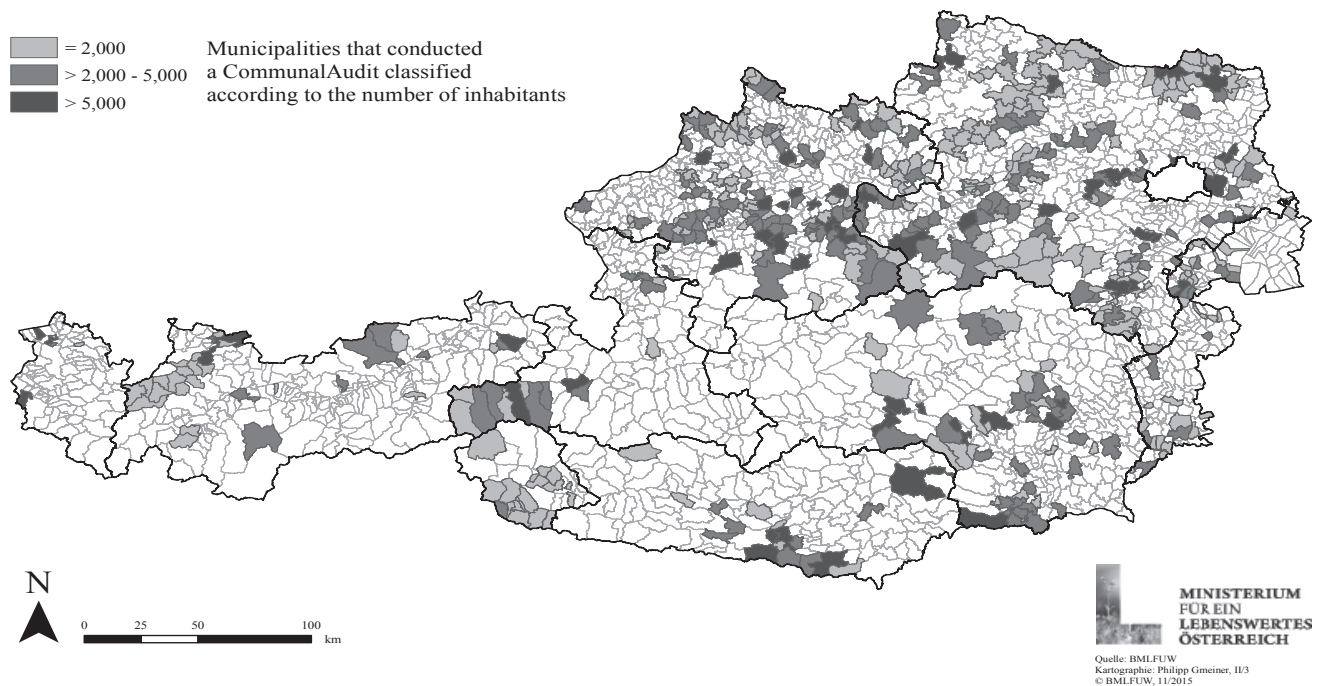 = 2,000
> 2,000 - 5,000
> 5,000
Municipalities that conducted
a CommunalAudit classified
according to the number of inhabitants
N
0 25 50 100
km
MINISTERIUM
FÜR EIN
LEBENSWERTES
ÖSTERREICH
Quelle: BMLFUW
Kartographie: Philipp Gmeiner, II/3
© BMLFUW, 11/2015